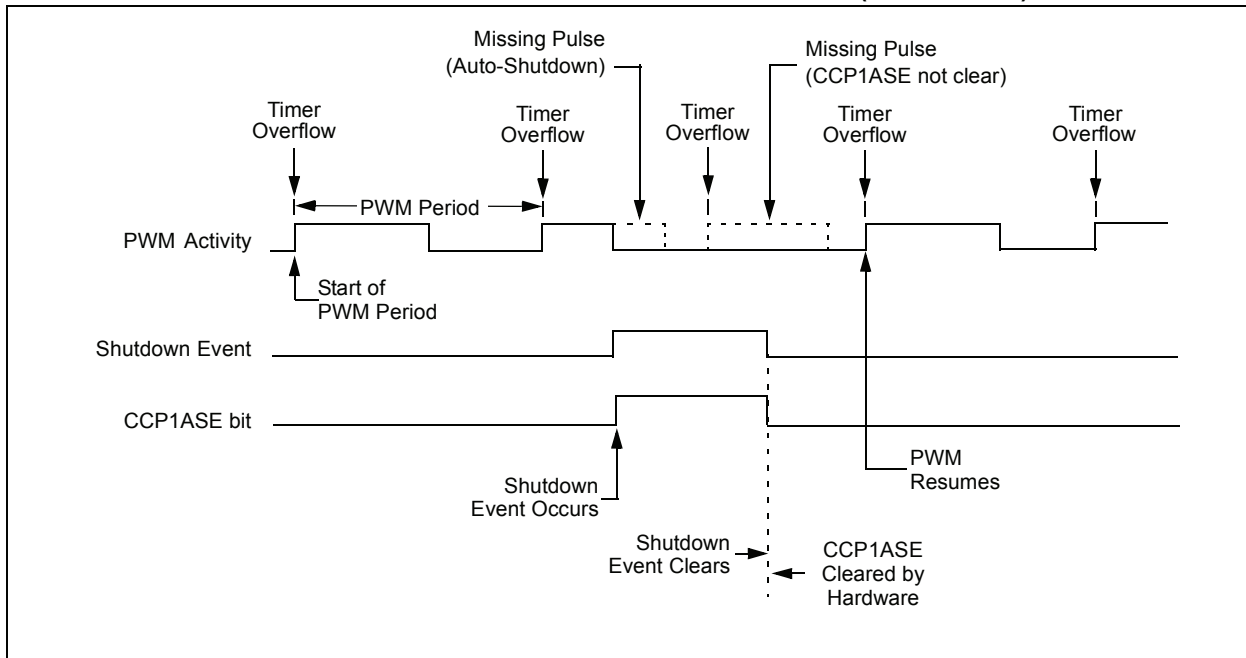 Missing Pulse
(Auto-Shutdown)
Missing Pulse
(CCP1ASE not clear)
Timer
Overflow
Timer
Overflow
Timer
Overflow
Timer
Overflow
Timer
Overflow
PWM Period
PWM Activity
Start of
PWM Period
Shutdown Event
CCP1ASE bit
Shutdown
Event Occurs
PWM
Resumes
Shutdown
Event Clears
CCP1ASE
Cleared by
Hardware